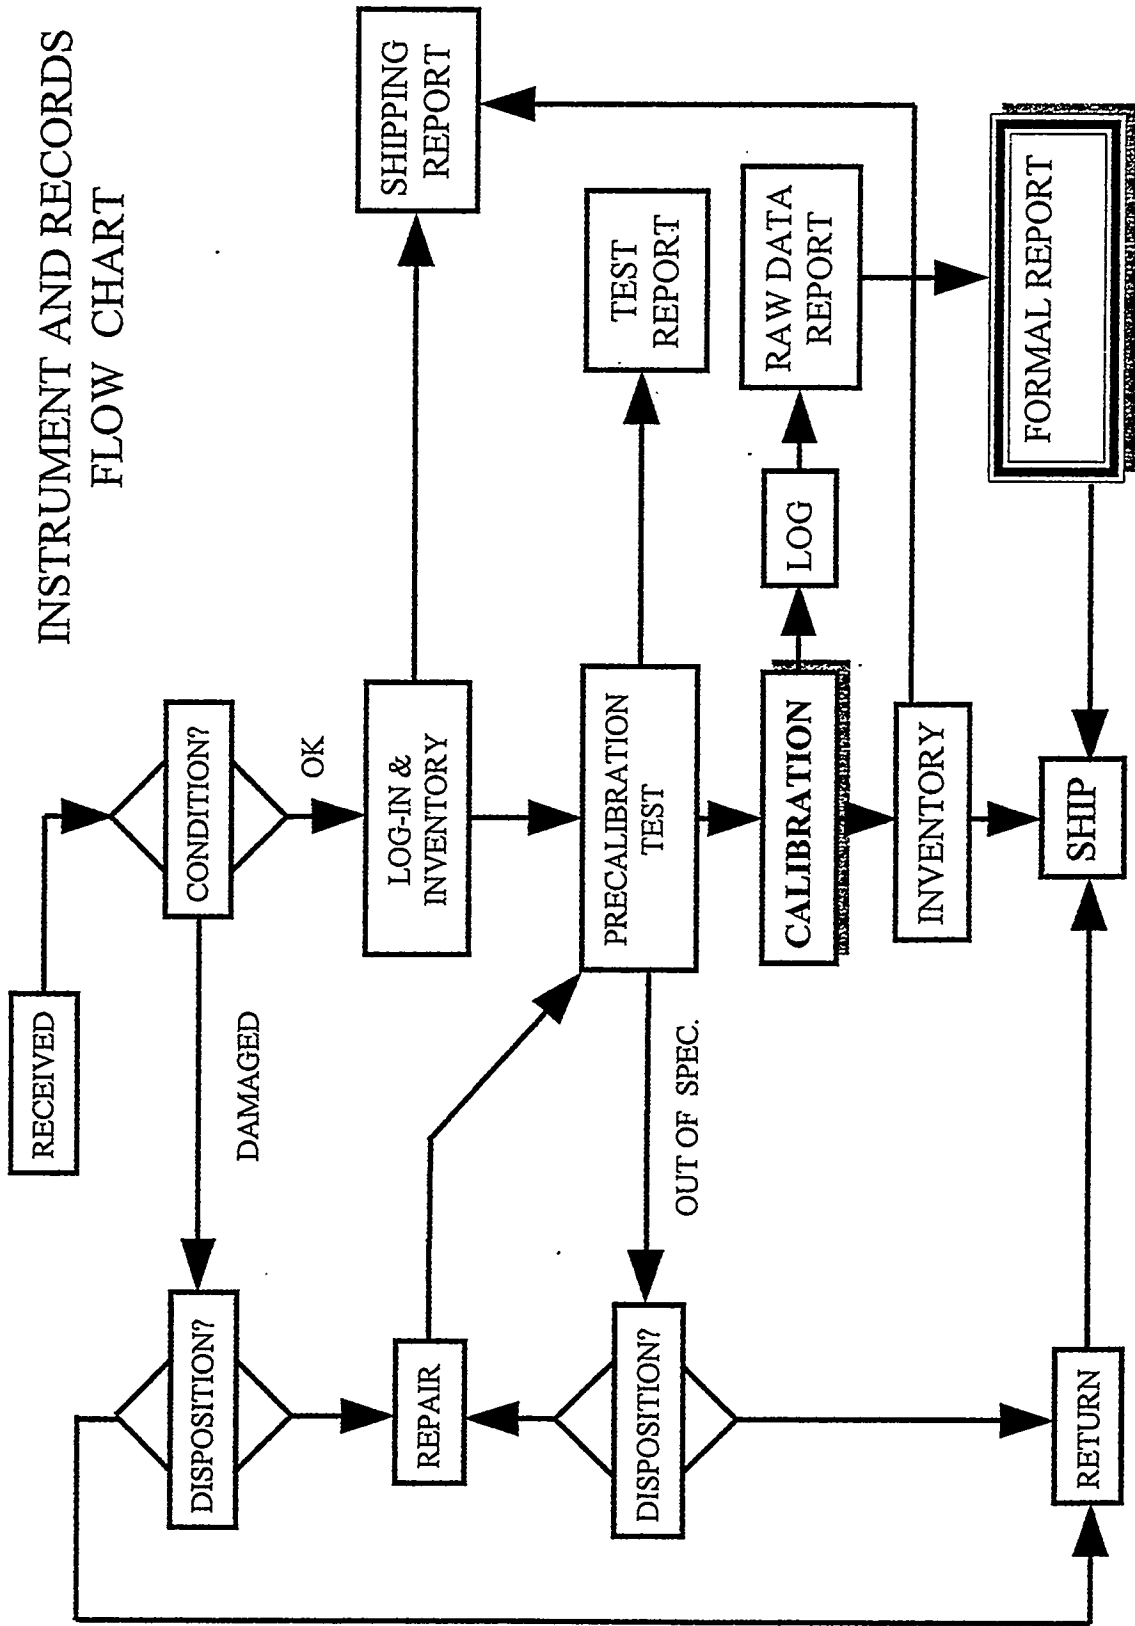 INSTRUMENT AND RECORDS
FLOW CHART
RECEIVED
CONDITION?
DAMAGED
OK
DISPOSITION?
LOG-IN &
INVENTORY
SHIPPING
REPORT
REPAIR
PRECALIBRATION
TEST
TEST
REPORT
OUT OF SPEC.
DISPOSITION?
CALIBRATION
LOG
RAW DATA
REPORT
INVENTORY
FORMAL REPORT
RETURN
SHIP